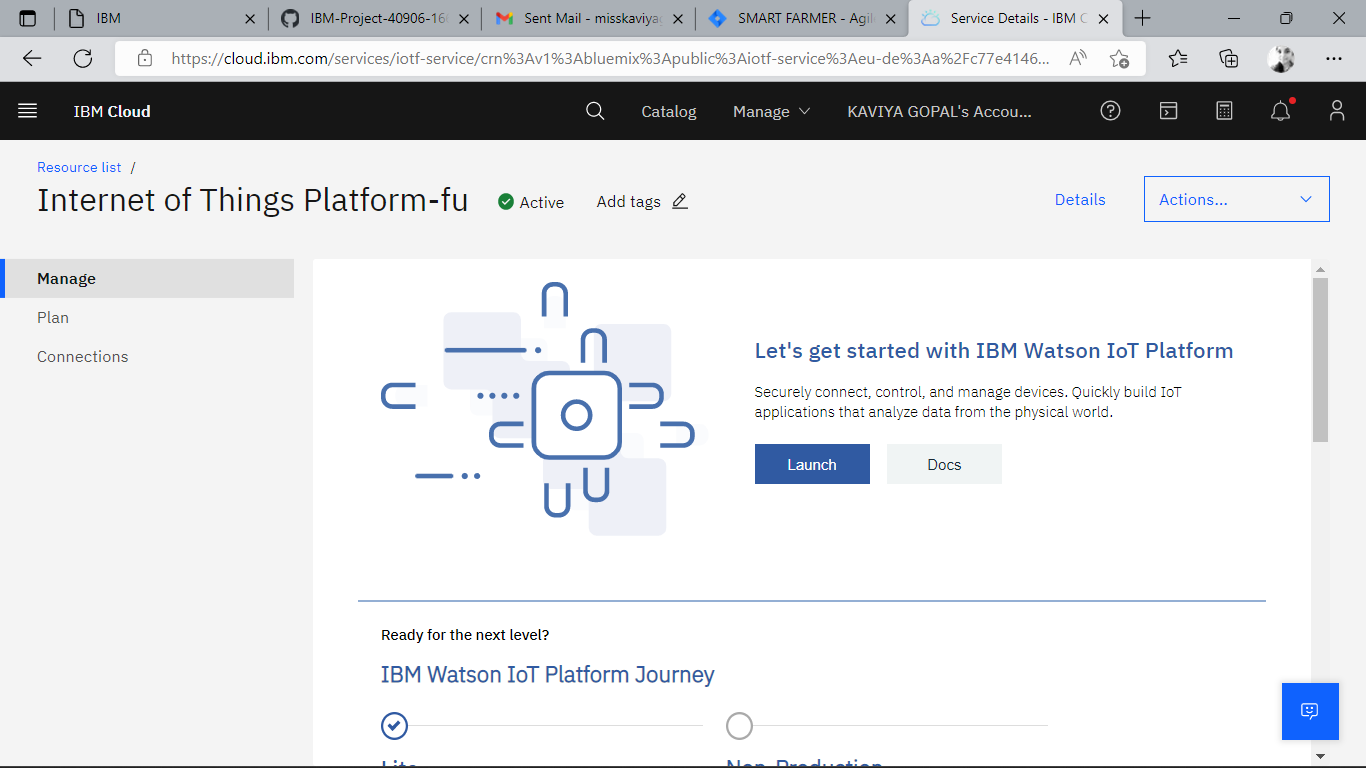 IBM
IBM-Project-40906-16
Sent Mail - misskaviya
SMART FARMER - Agil
Service Details - IBM C
https://cloud.ibm.com/services/iotf-service/crn%3Av1%3Abluemix%3Apublic%3Aiotf-service%3Aeu-de%3Aa%2Fc77e4146...
IBM Cloud
Catalog
Manage
KAVIYA GOPAL's Accou...
Resource list /
Internet of Things Platform-fu
Active
Add tags
Details
Actions...
Manage
Plan
Connections
Let's get started with IBM Watson IoT Platform
Securely connect, control, and manage devices. Quickly build IoT
applications that analyze data from the physical world.
Launch
Docs
Ready for the next level?
IBM Watson IoT Platform Journey
Lite
Non-Production